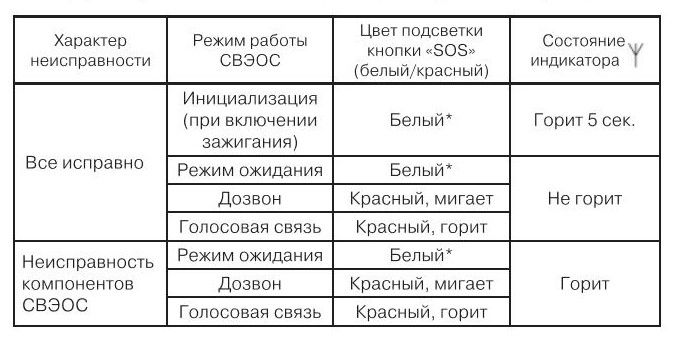 Характер
неисправности
Режим работы
СВЭОС
Цвет подсветки
кнопки «SOS»
(белый/красный)
Состояние
индикатора
Все исправно
Инициализация
(при включении
зажигания)
Белый*
Горит 5 сек.
Режим ожидания
Белый*
Не горит
Дозвон
Красный, мигает
Голосовая связь
Красный, горит
Неисправность
компонентов
СВЭОС
Режим ожидания
Белый*
Горит
Дозвон
Красный, мигает
Голосовая связь
Красный, горит